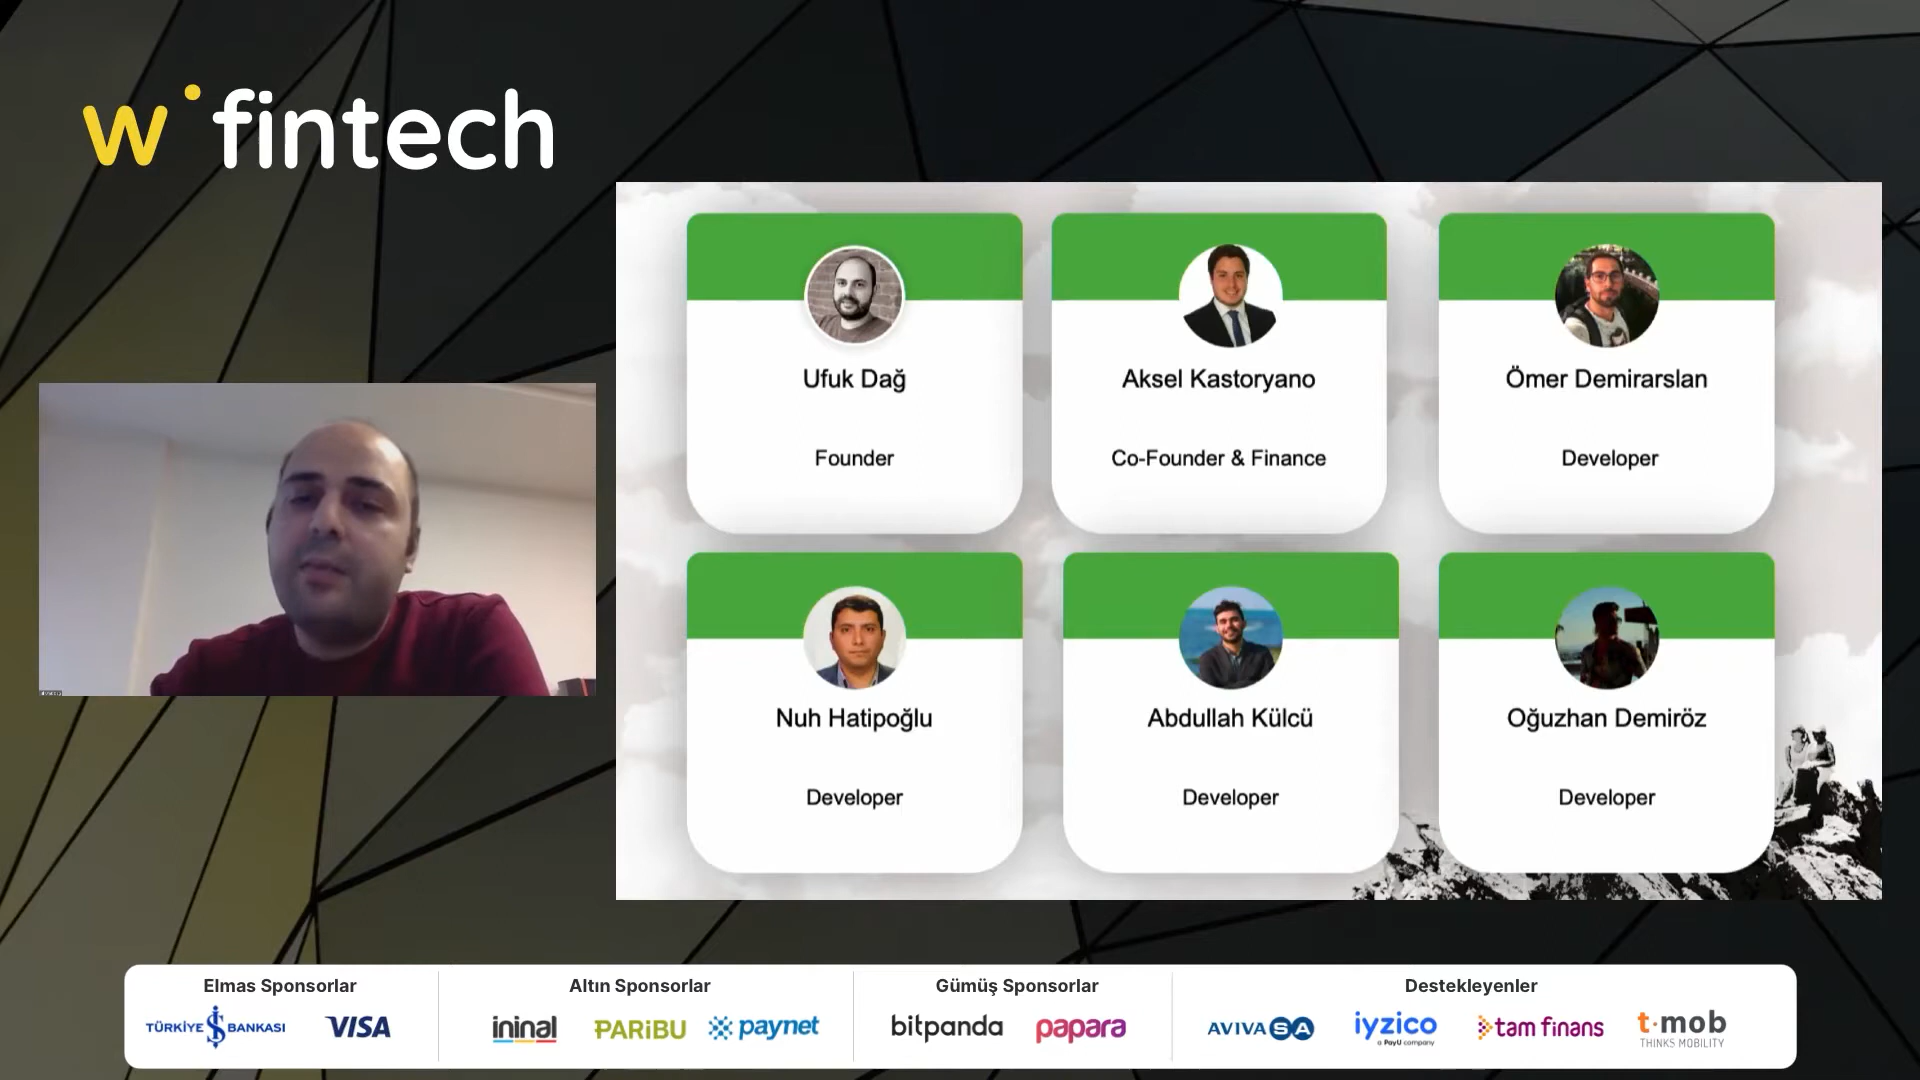 w fintech
Ufuk Dağ
Founder
Aksel Kastoryano
Co-Founder & Finance
Ömer Demirarslan
Developer
Nuh Hatipoğlu
Developer
Abdullah Külcü
Developer
Oğuzhan Demiröz
Developer
Elmas Sponsorlar
TÜRKİYE İŞ BANKASI
VISA
Altın Sponsorlar
ininal
PARiBU
paynet
Gümüş Sponsorlar
bitpanda
papara
Destekleyenler
AVIVASA
iyzico
a PayU company
tam finans
t·mob
THINKS MOBILITY